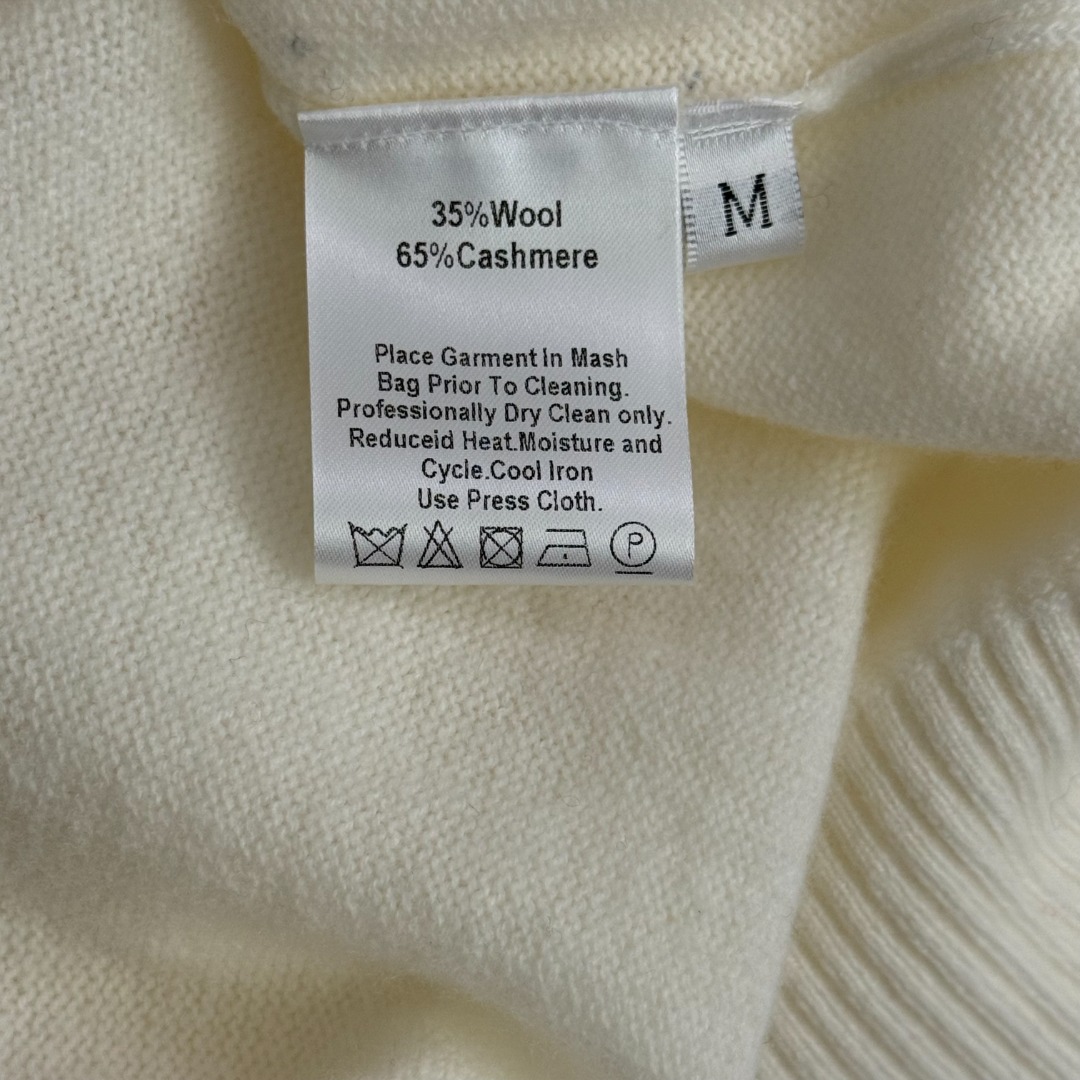 35%Wool
65%Cashmere
M
Place Garment In Mash
Bag Prior To Cleaning.
Professionally Dry Clean only.
Reduceid Heat.Moisture and
Cycle.Cool Iron
Use Press Cloth.
P